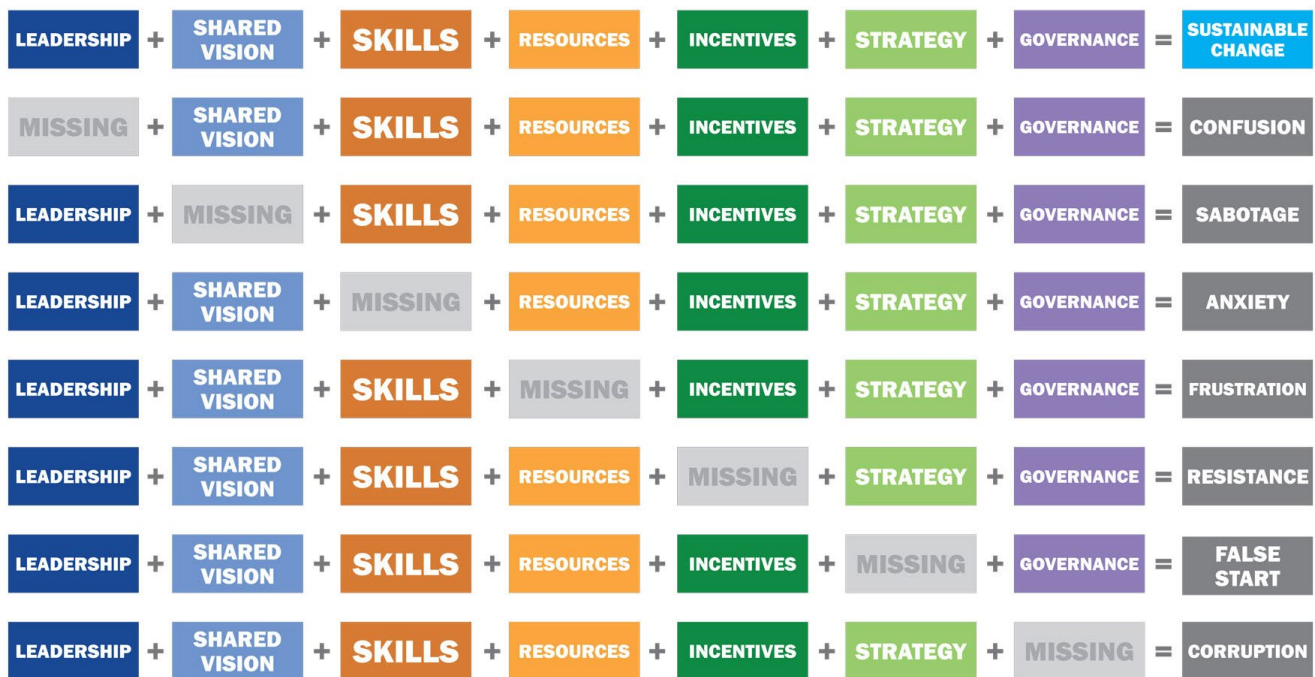 LEADERSHIP + SHARED VISION + SKILLS + RESOURCES + INCENTIVES + STRATEGY + GOVERNANCE = SUSTAINABLE CHANGE
MISSING + SHARED VISION + SKILLS + RESOURCES + INCENTIVES + STRATEGY + GOVERNANCE = CONFUSION
LEADERSHIP + MISSING + SKILLS + RESOURCES + INCENTIVES + STRATEGY + GOVERNANCE = SABOTAGE
LEADERSHIP + SHARED VISION + MISSING + RESOURCES + INCENTIVES + STRATEGY + GOVERNANCE = ANXIETY
LEADERSHIP + SHARED VISION + SKILLS + MISSING + INCENTIVES + STRATEGY + GOVERNANCE = FRUSTRATION
LEADERSHIP + SHARED VISION + SKILLS + RESOURCES + MISSING + STRATEGY + GOVERNANCE = RESISTANCE
LEADERSHIP + SHARED VISION + SKILLS + RESOURCES + INCENTIVES + MISSING + GOVERNANCE = FALSE START
LEADERSHIP + SHARED VISION + SKILLS + RESOURCES + INCENTIVES + STRATEGY + MISSING = CORRUPTION